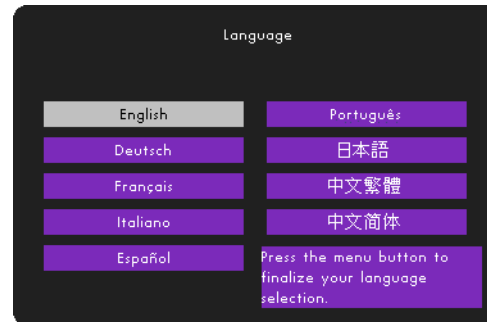 Language
English
Deutsch
Français
Italiano
Español
Português
日本語
中文繁體
中文简体
Press the menu button to
finalize your language
selection.